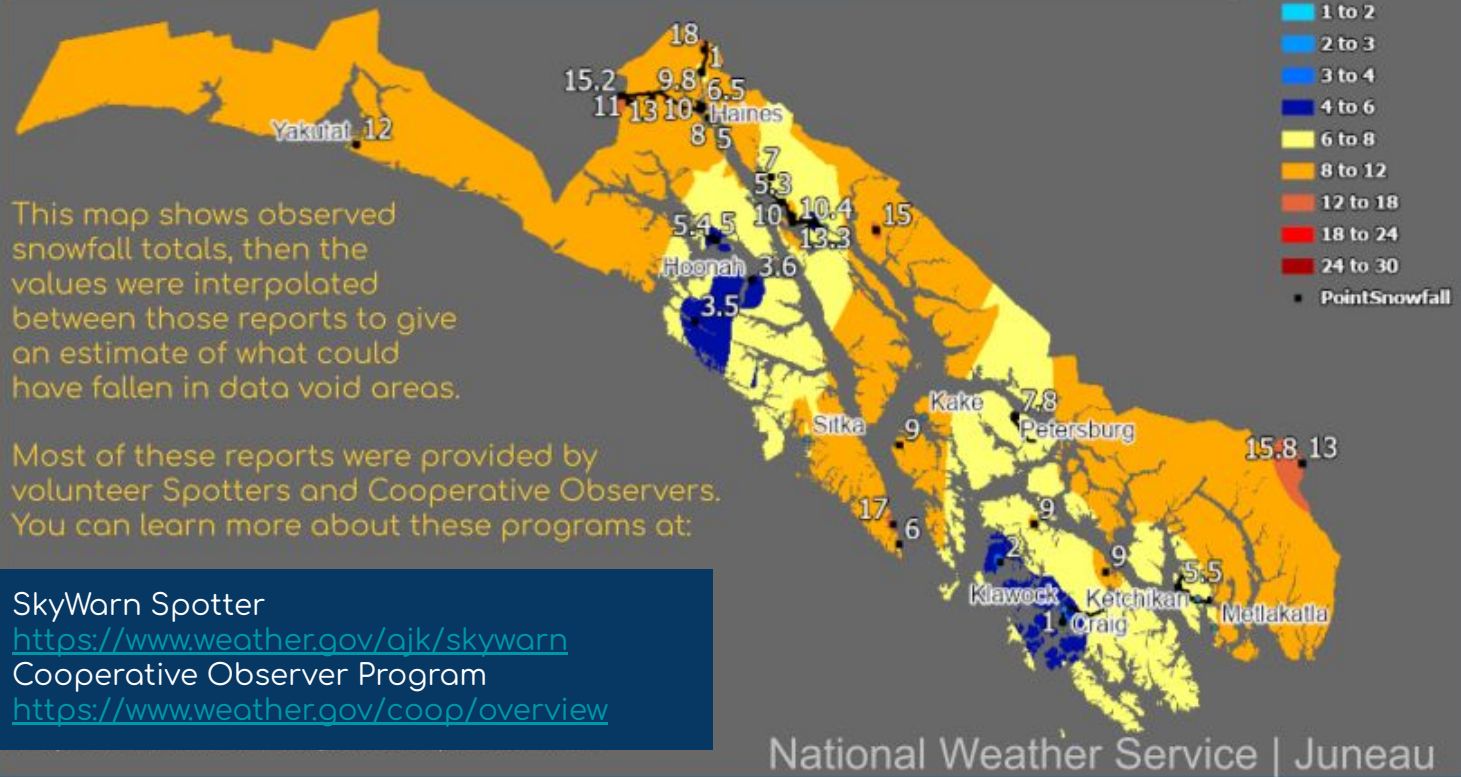 1 to 2
2 to 3
3 to 4
4 to 6
6 to 8
8 to 12
12 to 18
18 to 24
24 to 30
PointSnowfall
18
1
15.2
9.8
6.5
11
13
10
Haines
8
5
Yakutat 12
7
5.3
10
10.4
13.3
15
5.4
.5
Hoonah
3.6
3.5
This map shows observed
snowfall totals, then the
values were interpolated
between those reports to give
an estimate of what could
have fallen in data void areas.
Most of these reports were provided by
volunteer Spotters and Cooperative Observers.
You can learn more about these programs at:
Sitka
Kake
7.8
Petersburg
9
15.8
13
17
6
9
2
9
5.5
Klawock
Ketchikan
Metlakatla
1
Craig
SkyWarn Spotter
https://www.weather.gov/ajk/skywarn
Cooperative Observer Program
https://www.weather.gov/coop/overview
National Weather Service | Juneau